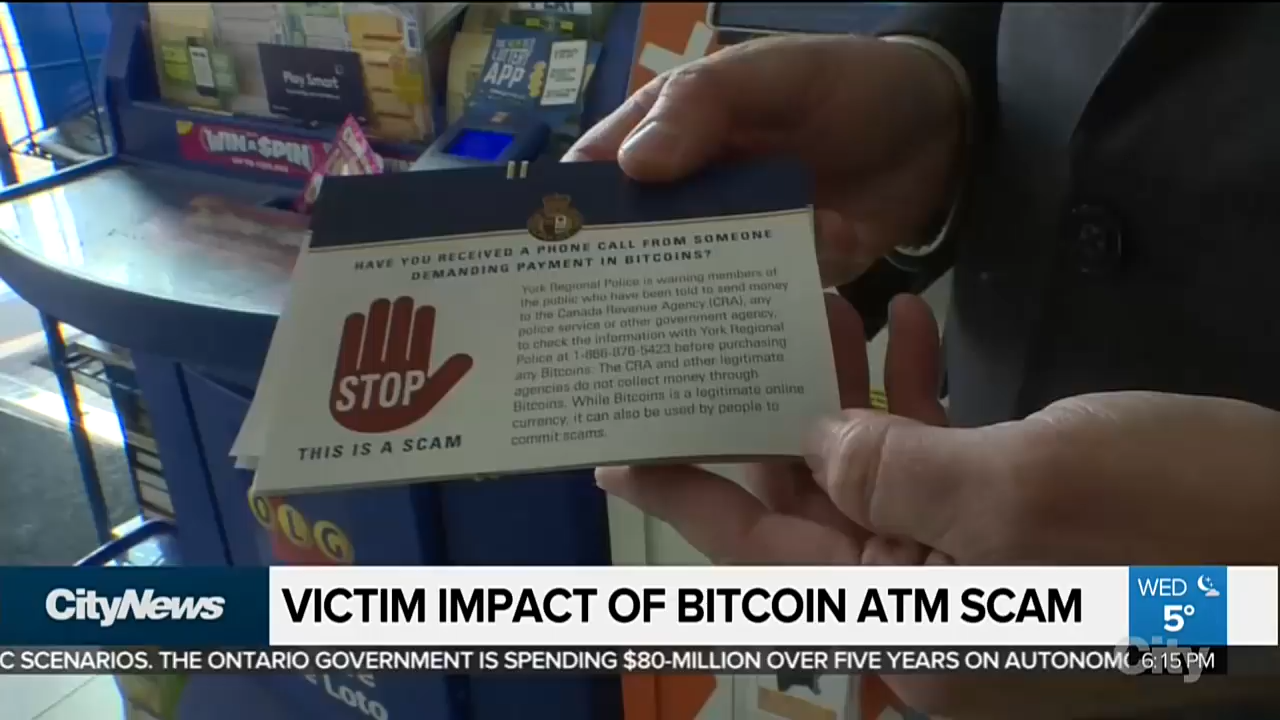 PLAY
Play Smart
LOTTERY
APP
WIN & SPIN
HAVE YOU RECEIVED A PHONE CALL FROM SOMEONE
DEMANDING PAYMENT IN BITCOINS?
York Regional Police is warning members of
the public who have been told to send money
to the Canada Revenue Agency (CRA), any
police service or other government agency,
to check the information with York Regional
Police at 1-866-876-5423 before purchasing
any Bitcoins. The CRA and other legitimate
agencies do not collect money through
Bitcoins. While Bitcoins is a legitimate online
currency, it can also be used by people to
commit scams.
STOP
THIS IS A SCAM
OLG
CityNews
VICTIM IMPACT OF BITCOIN ATM SCAM
WED
5°
C SCENARIOS. THE ONTARIO GOVERNMENT IS SPENDING $80-MILLION OVER FIVE YEARS ON AUTONOMO
City
6:15 PM
Loto